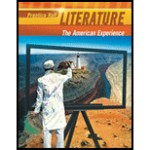 Prentice Hall
LITERATURE
The American Experience